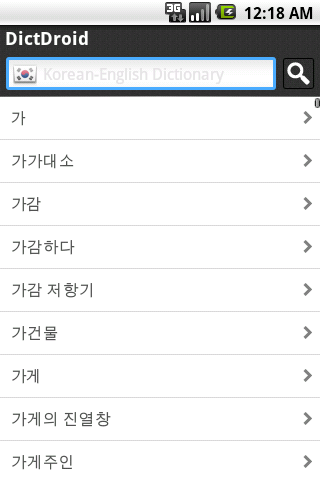 3G 12:18 AM
DictDroid
Korean-English Dictionary
가
가가대소
가감
가감하다
가감 저항기
가건물
가게
가게의 진열창
가게주인